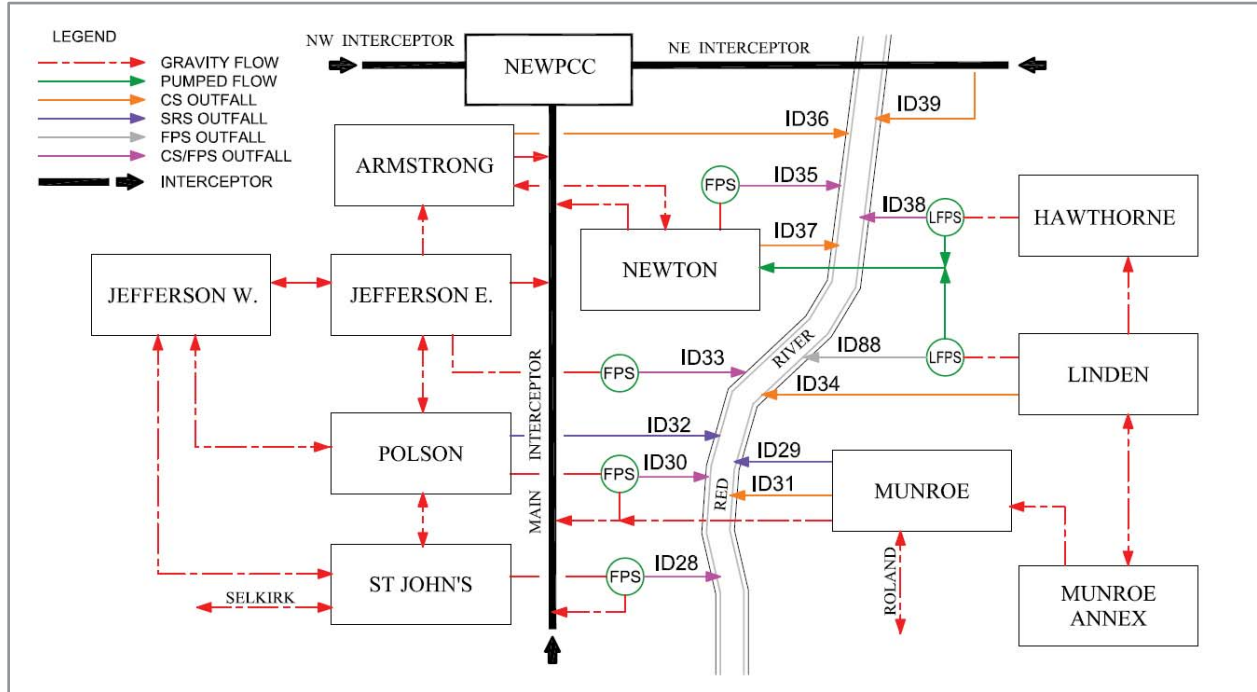 LEGEND
GRAVITY FLOW
PUMPED FLOW
CS OUTFALL
SRS OUTFALL
FPS OUTFALL
CS/FPS OUTFALL
INTERCEPTOR
NW INTERCEPTOR
NEWPCC
NE INTERCEPTOR
ID39
ID36
ARMSTRONG
FPS
ID35
ID38
LFPS
HAWTHORNE
ID37
NEWTON
JEFFERSON W.
JEFFERSON E.
RIVER
ID88
LFPS
LINDEN
FPS
ID33
ID34
MAIN INTERCEPTOR
ID32
POLSON
FPS
ID30
RED
ID29
ID31
MUNROE
ST JOHN'S
FPS
ID28
SELKIRK
ROLAND
MUNROE
ANNEX